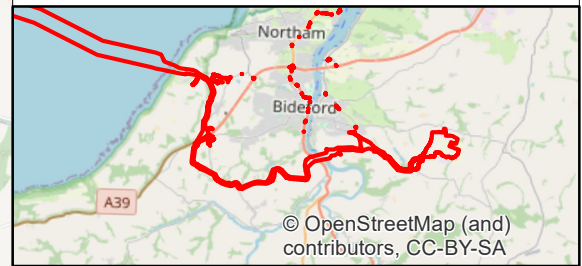 Northam
Bideford
A39
© OpenStreetMap (and)
contributors, CC-BY-SA